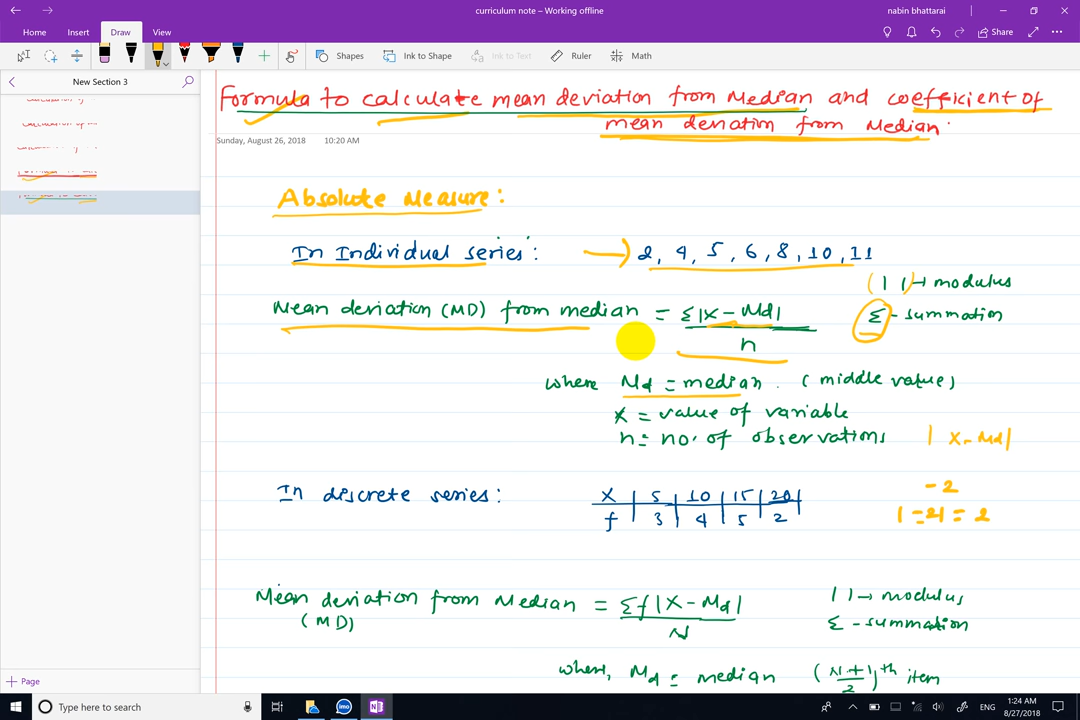 curriculum note – Working offline
nabin bhattarai
Home Insert Draw View
Share
Shapes Ink to Shape Ink to Text Ruler Math
New Section 3
Formula to calculate mean deviation from Median and coefficient of
mean deviation from Median
Sunday, August 26, 2018 10:20 AM
Absolute Measure:
In Individual series: → 2, 4, 5, 6, 8, 10, 11
( | | ) → modulus
Mean deviation (MD) from median = Σ|X - Md| / n
Σ - summation
where Md = median. (middle value)
X = value of variable
n = no. of observations
| X - Md|
In discrete series:
X | 5 | 10 | 15 | 20 |
f | 3 | 4 | 5 | 2
-2
|-2| = 2
Mean deviation from Median = Σf|X - Md| / N
(MD)
| | → modulus
Σ - summation
where, Md = median (N+1/2)th item
Page
Type here to search
ENG
1:24 AM
8/27/2018